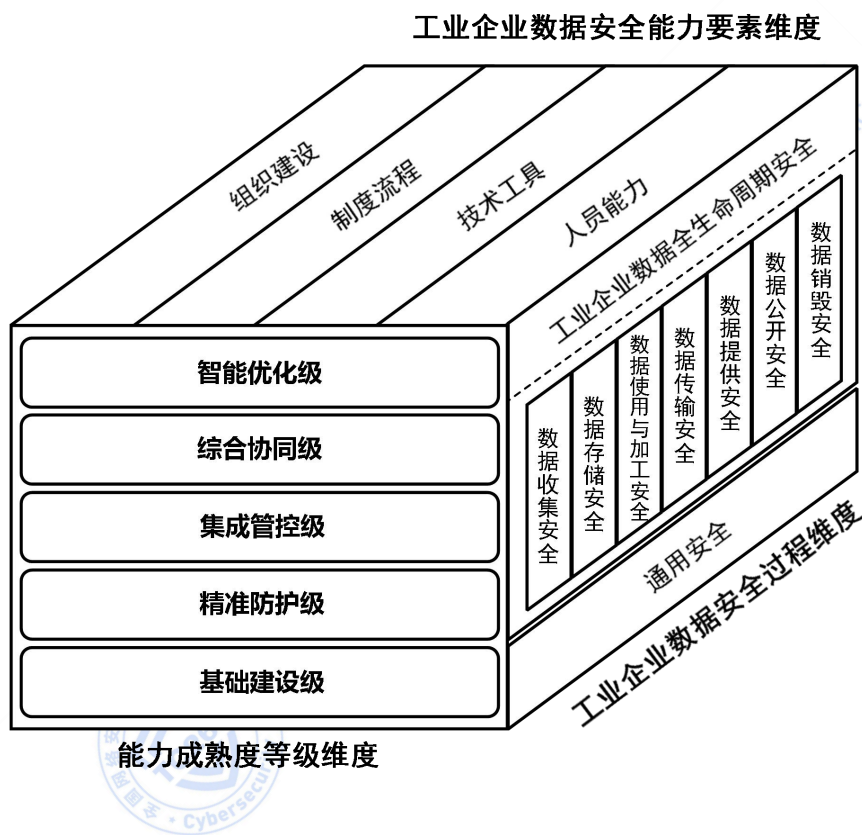 工业企业数据安全能力要素维度
组织建设
制度流程
技术工具
人员能力
工业企业数据全生命周期安全
数据收集安全
数据存储安全
数据使用与加工安全
数据传输安全
数据提供安全
数据公开安全
数据销毁安全
通用安全
工业企业数据安全过程维度
智能优化级
综合协同级
集成管控级
精准防护级
基础建设级
能力成熟度等级维度
全国网络安
Cybersecu